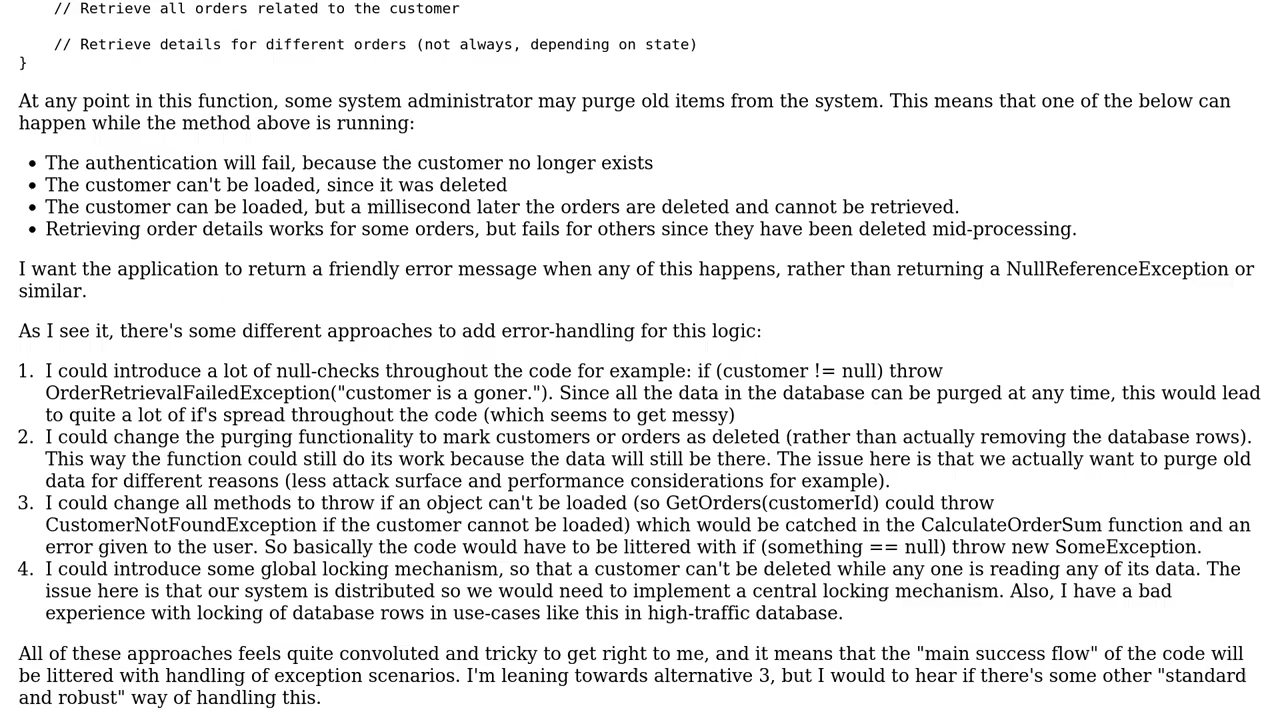 // Retrieve all orders related to the customer
// Retrieve details for different orders (not always, depending on state)
}
At any point in this function, some system administrator may purge old items from the system. This means that one of the below can
happen while the method above is running:
• The authentication will fail, because the customer no longer exists
• The customer can't be loaded, since it was deleted
• The customer can be loaded, but a millisecond later the orders are deleted and cannot be retrieved.
• Retrieving order details works for some orders, but fails for others since they have been deleted mid-processing.
I want the application to return a friendly error message when any of this happens, rather than returning a NullReferenceException or
similar.
As I see it, there's some different approaches to add error-handling for this logic:
1. I could introduce a lot of null-checks throughout the code for example: if (customer != null) throw
OrderRetrievalFailedException("customer is a goner."). Since all the data in the database can be purged at any time, this would lead
to quite a lot of if's spread throughout the code (which seems to get messy)
2. I could change the purging functionality to mark customers or orders as deleted (rather than actually removing the database rows).
This way the function could still do its work because the data will still be there. The issue here is that we actually want to purge old
data for different reasons (less attack surface and performance considerations for example).
3. I could change all methods to throw if an object can't be loaded (so GetOrders(customerId) could throw
CustomerNotFoundException if the customer cannot be loaded) which would be catched in the CalculateOrderSum function and an
error given to the user. So basically the code would have to be littered with if (something == null) throw new SomeException.
4. I could introduce some global locking mechanism, so that a customer can't be deleted while any one is reading any of its data. The
issue here is that our system is distributed so we would need to implement a central locking mechanism. Also, I have a bad
experience with locking of database rows in use-cases like this in high-traffic database.
All of these approaches feels quite convoluted and tricky to get right to me, and it means that the "main success flow" of the code will
be littered with handling of exception scenarios. I'm leaning towards alternative 3, but I would to hear if there's some other "standard
and robust" way of handling this.